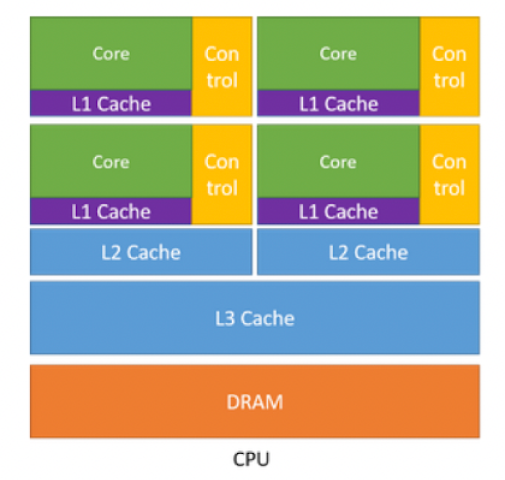 Core
Con
trol
Core
Con
trol
L1 Cache
L1 Cache
Core
Con
trol
Core
Con
trol
L1 Cache
L1 Cache
L2 Cache
L2 Cache
L3 Cache
DRAM
CPU